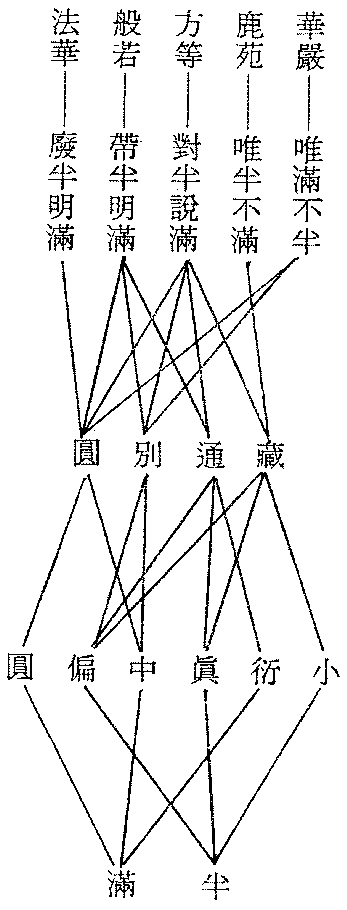 華嚴——唯滿不半
鹿苑——唯半不滿
方等——對半說滿
般若——帶半明滿
法華——廢半明滿
藏
通
別
圓
小
衍
眞
中
偏
圓
半
滿